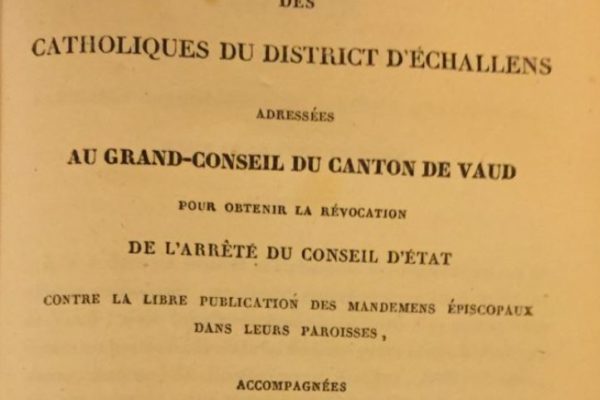 DES
CATHOLIQUES DU DISTRICT D'ÉCHALLENS
ADRESSÉES
AU GRAND-CONSEIL DU CANTON DE VAUD
POUR OBTENIR LA RÉVOCATION
DE L'ARRÊTÉ DU CONSEIL D'ÉTAT
CONTRE LA LIBRE PUBLICATION DES MANDEMENS ÉPISCOPAUX
DANS LEURS PAROISSES,
ACCOMPAGNÉES